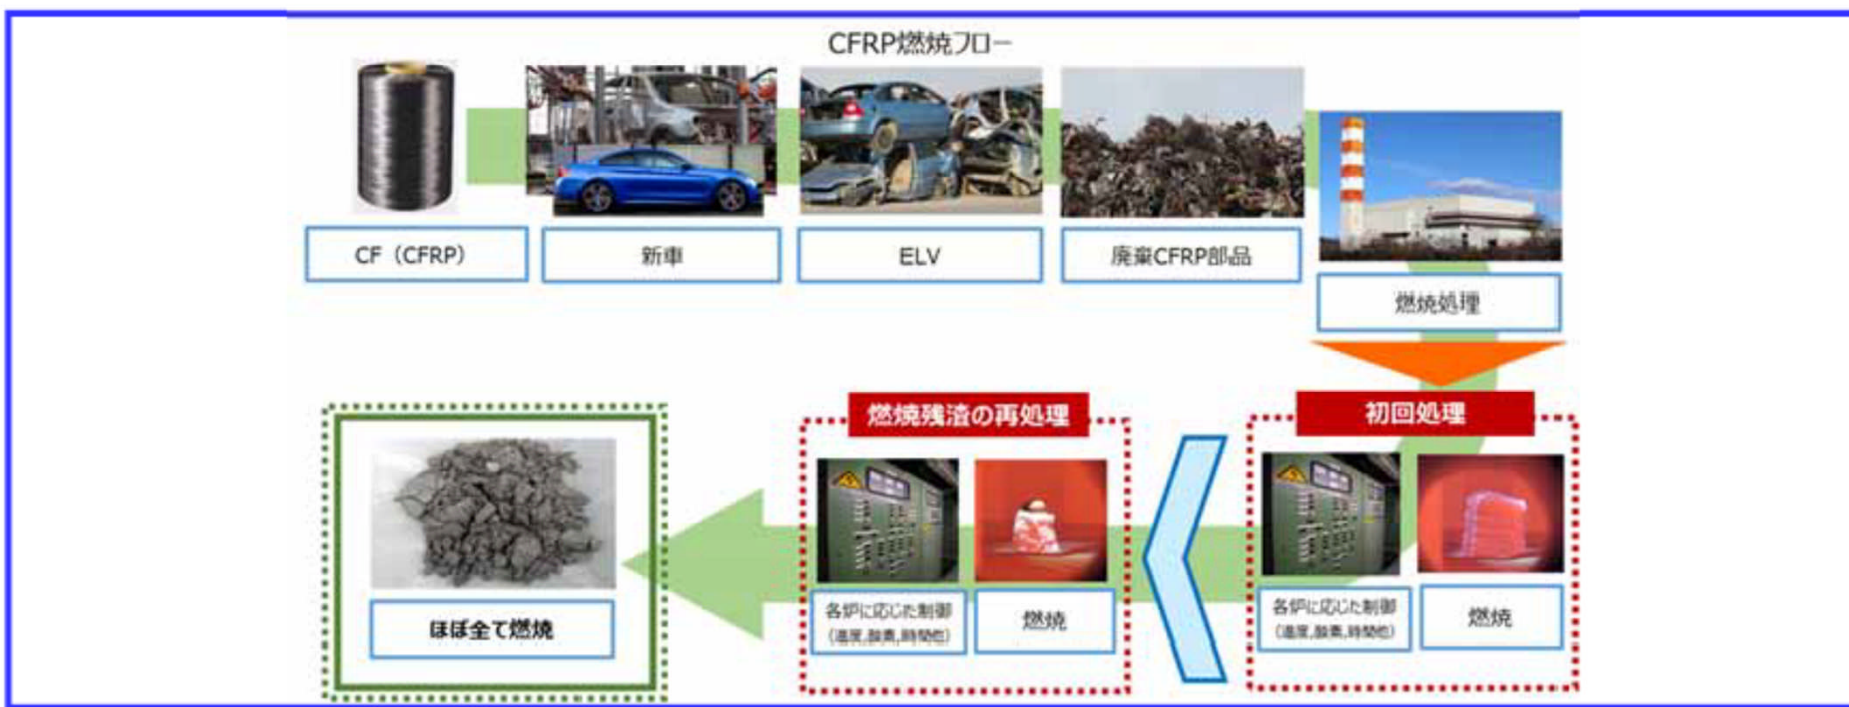 CFRP燃焼フロー
CF（CFRP）
新車
ELV
廃棄CFRP部品
燃焼処理
初回処理
各炉に応じた制御
（温度,酸素,時間他）
燃焼
燃焼残渣の再処理
各炉に応じた制御
（温度,酸素,時間他）
燃焼
ほぼ全て燃焼